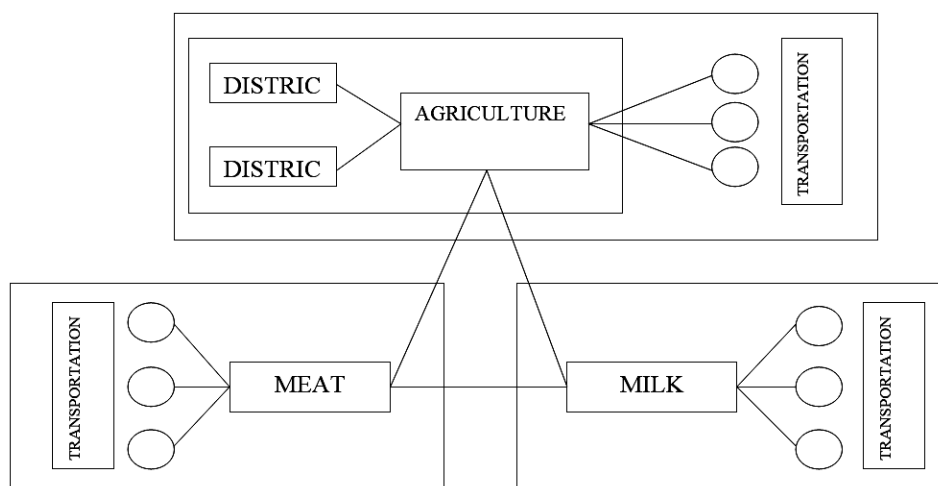 DISTRIC
AGRICULTURE
DISTRIC
TRANSPORTATION
TRANSPORTATION
MEAT
MILK
TRANSPORTATION